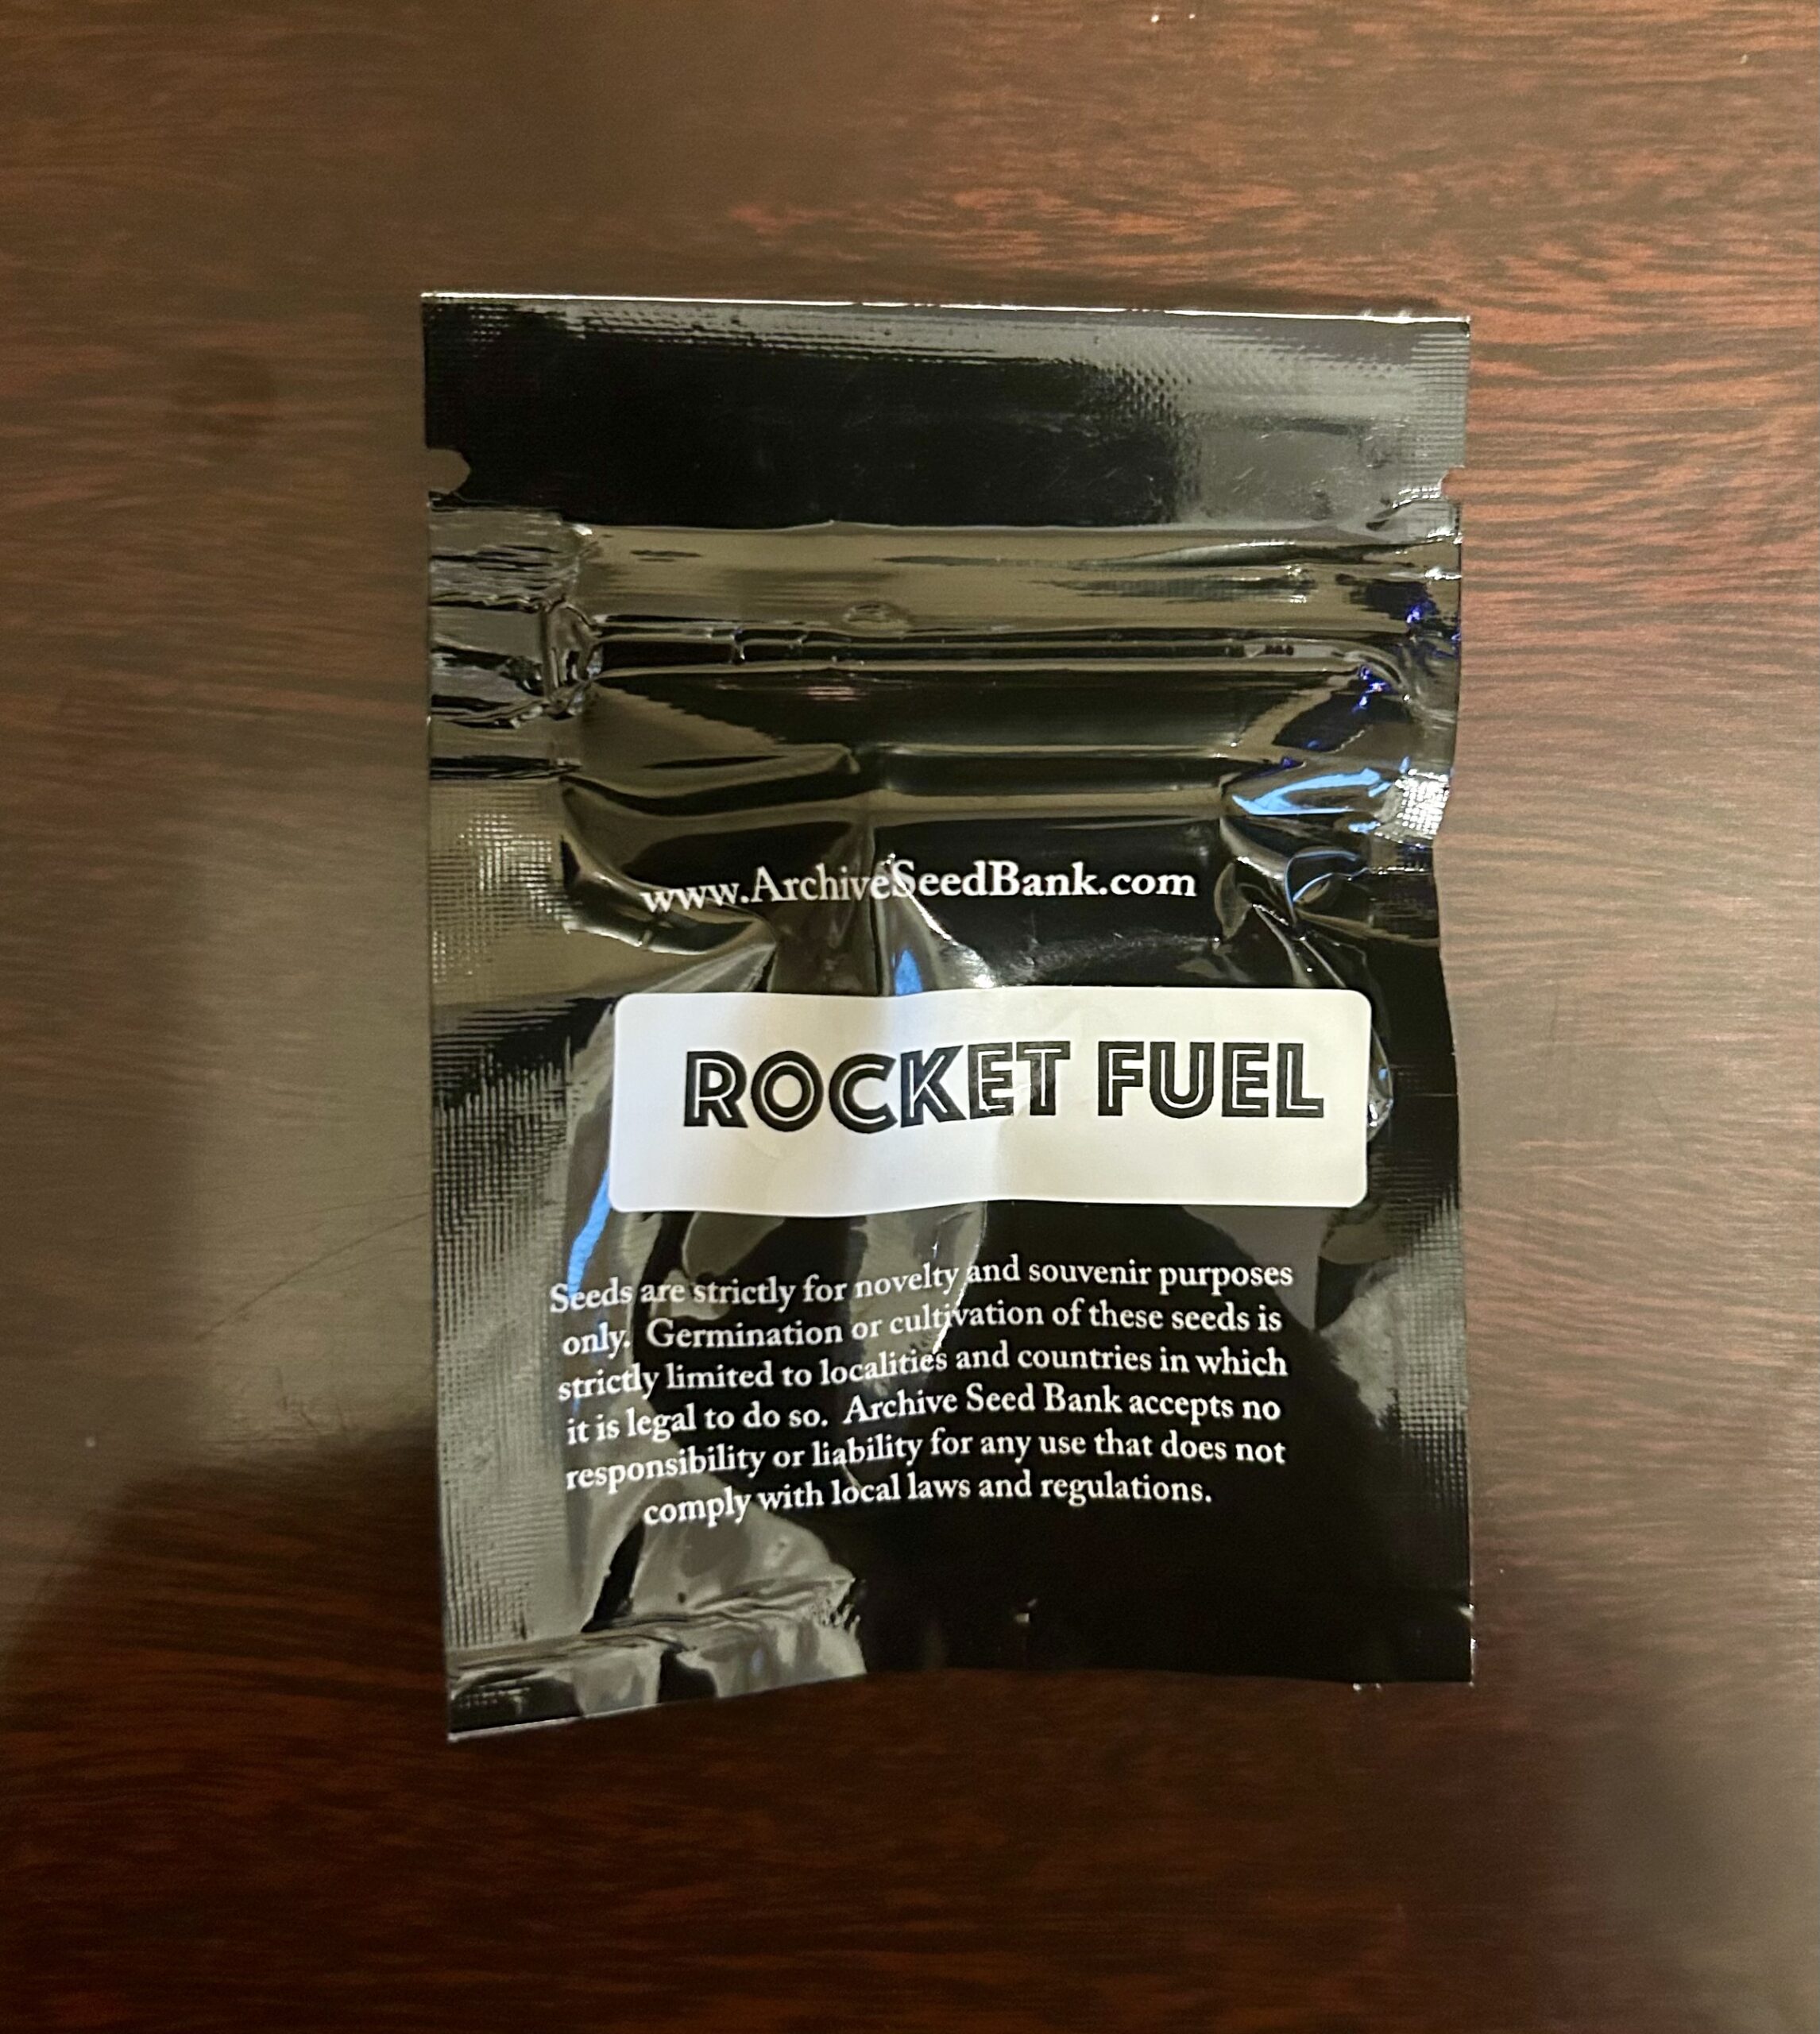 www.ArchiveSeedBank.com
ROCKET FUEL
Seeds are strictly for novelty and souvenir purposes
only. Germination or cultivation of these seeds is
strictly limited to localities and countries in which
it is legal to do so. Archive Seed Bank accepts no
responsibility or liability for any use that does not
comply with local laws and regulations.